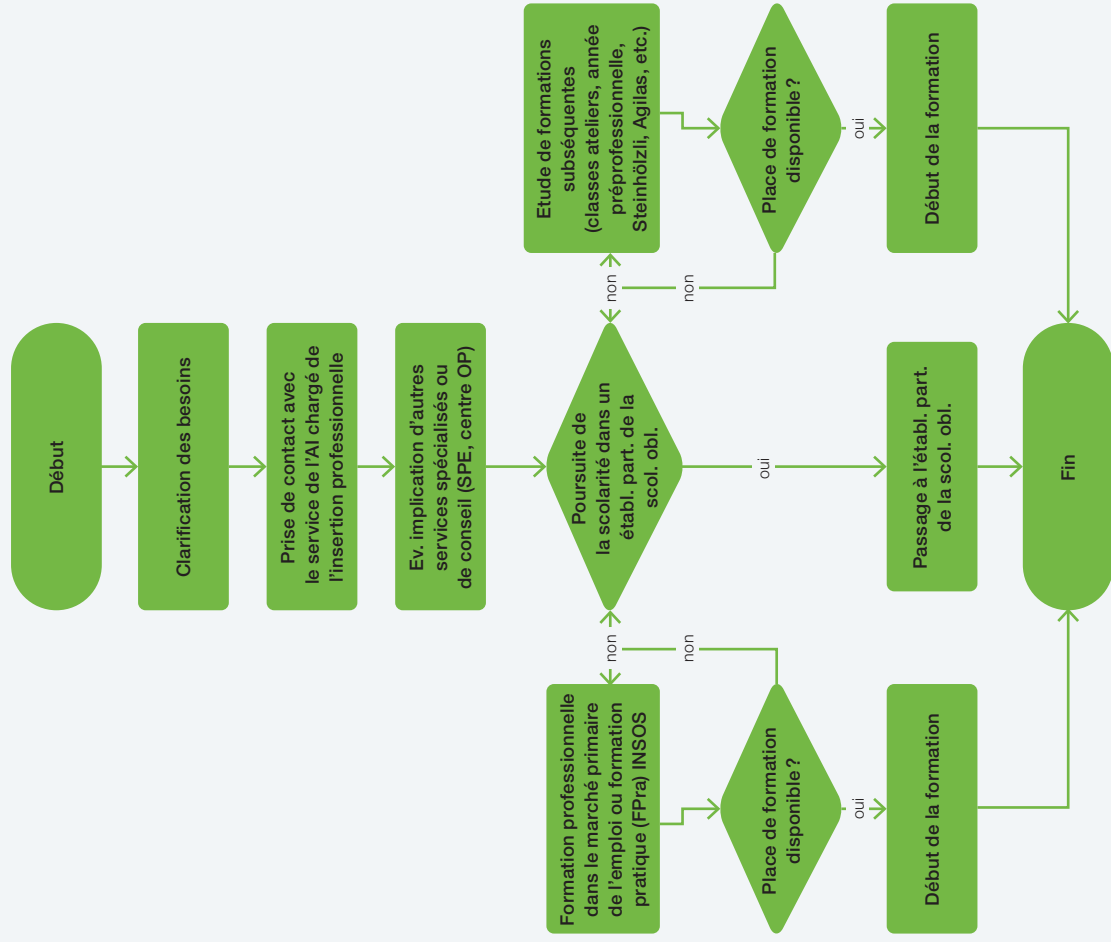 Début
Clarification des besoins
Prise de contact avec
le service de l'AI chargé de
l'insertion professionnelle
Ev. implication d'autres
services spécialisés ou
de conseil (SPE, centre OP)
Poursuite de
la scolarité dans un
établ. part. de la
scol. obl.
non
non
oui
Passage à l'établ. part.
de la scol. obl.
Fin
Formation professionnelle
dans le marché primaire
de l'emploi ou formation
pratique (FPra) INSOS
Place de formation
disponible?
non
oui
Début de la formation
Etude de formations
subséquentes
(classes ateliers, année
préprofessionnelle,
Steinhölzli, Agilas, etc.)
Place de formation
disponible?
non
oui
Début de la formation